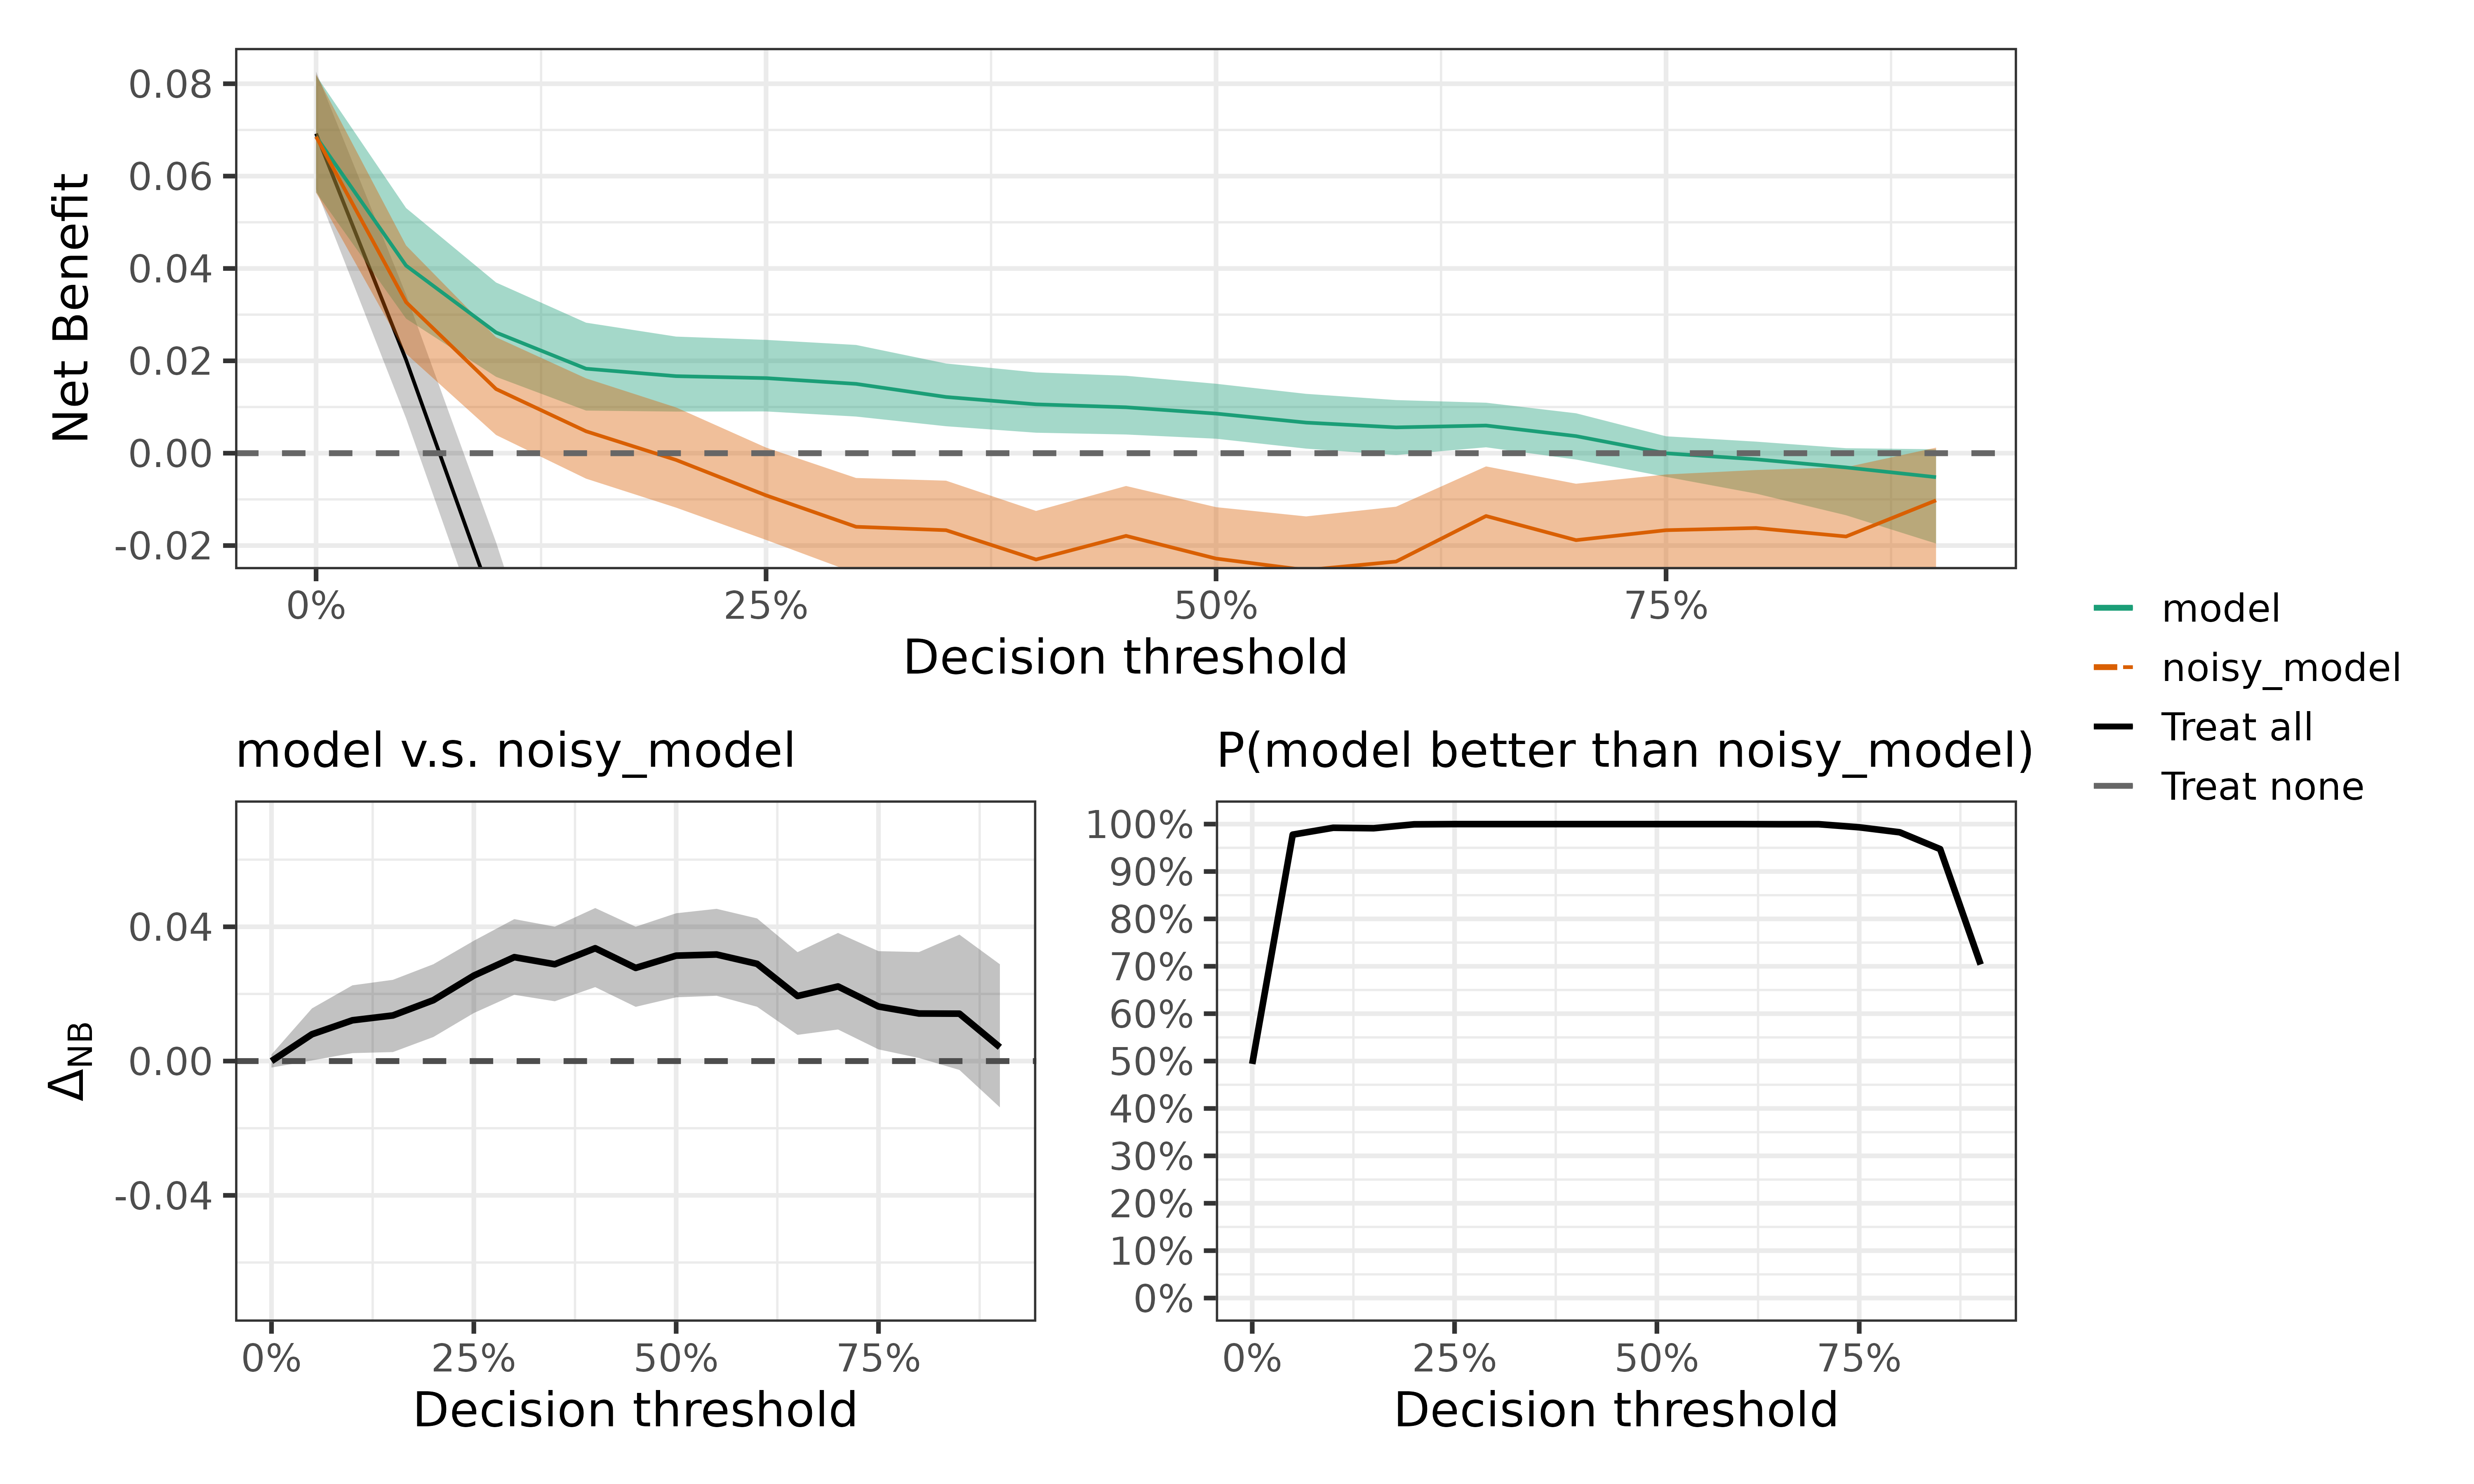 Net Benefit
0.08
0.06
0.04
0.02
0.00
-0.02
0%
25%
50%
75%
Decision threshold
model
noisy_model
Treat all
Treat none
model v.s. noisy_model
ΔNB
0.04
0.00
-0.04
0%
25%
50%
75%
Decision threshold
P(model better than noisy_model)
100%
90%
80%
70%
60%
50%
40%
30%
20%
10%
0%
0%
25%
50%
75%
Decision threshold